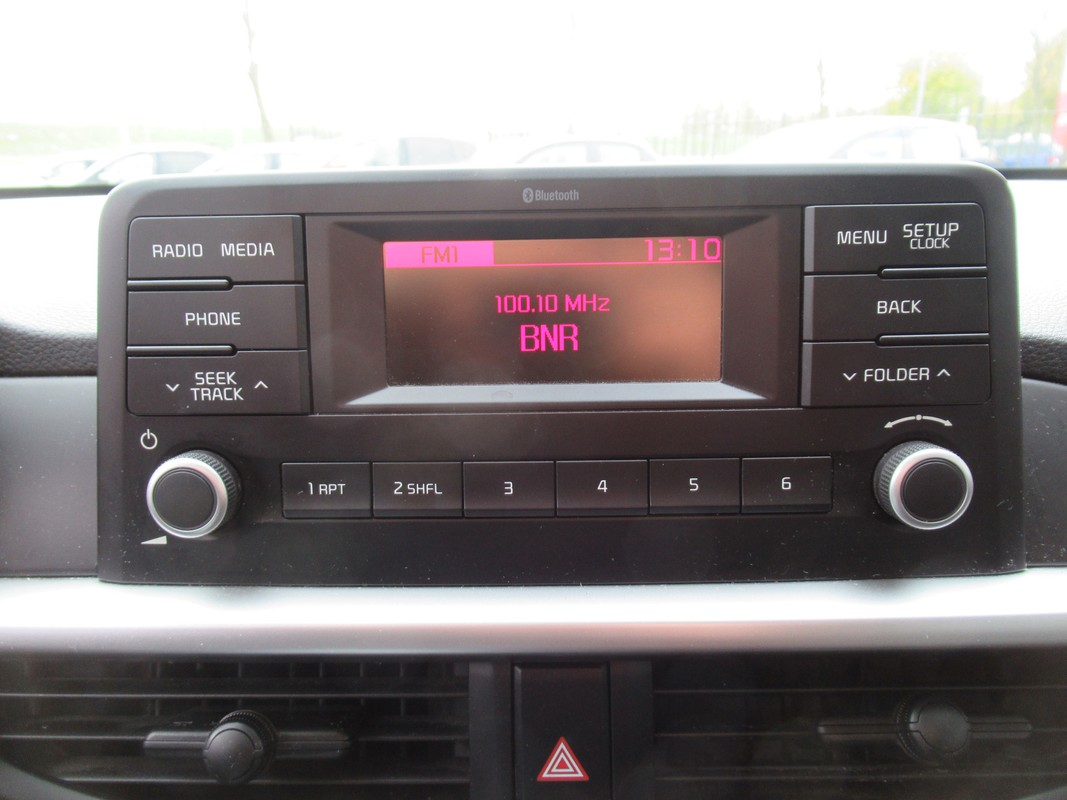 Bluetooth
RADIO MEDIA
PHONE
SEEK
TRACK
FM1 13:10
100.10 MHz
BNR
MENU SETUP
CLOCK
BACK
FOLDER
1 RPT 2 SHFL 3 4 5 6